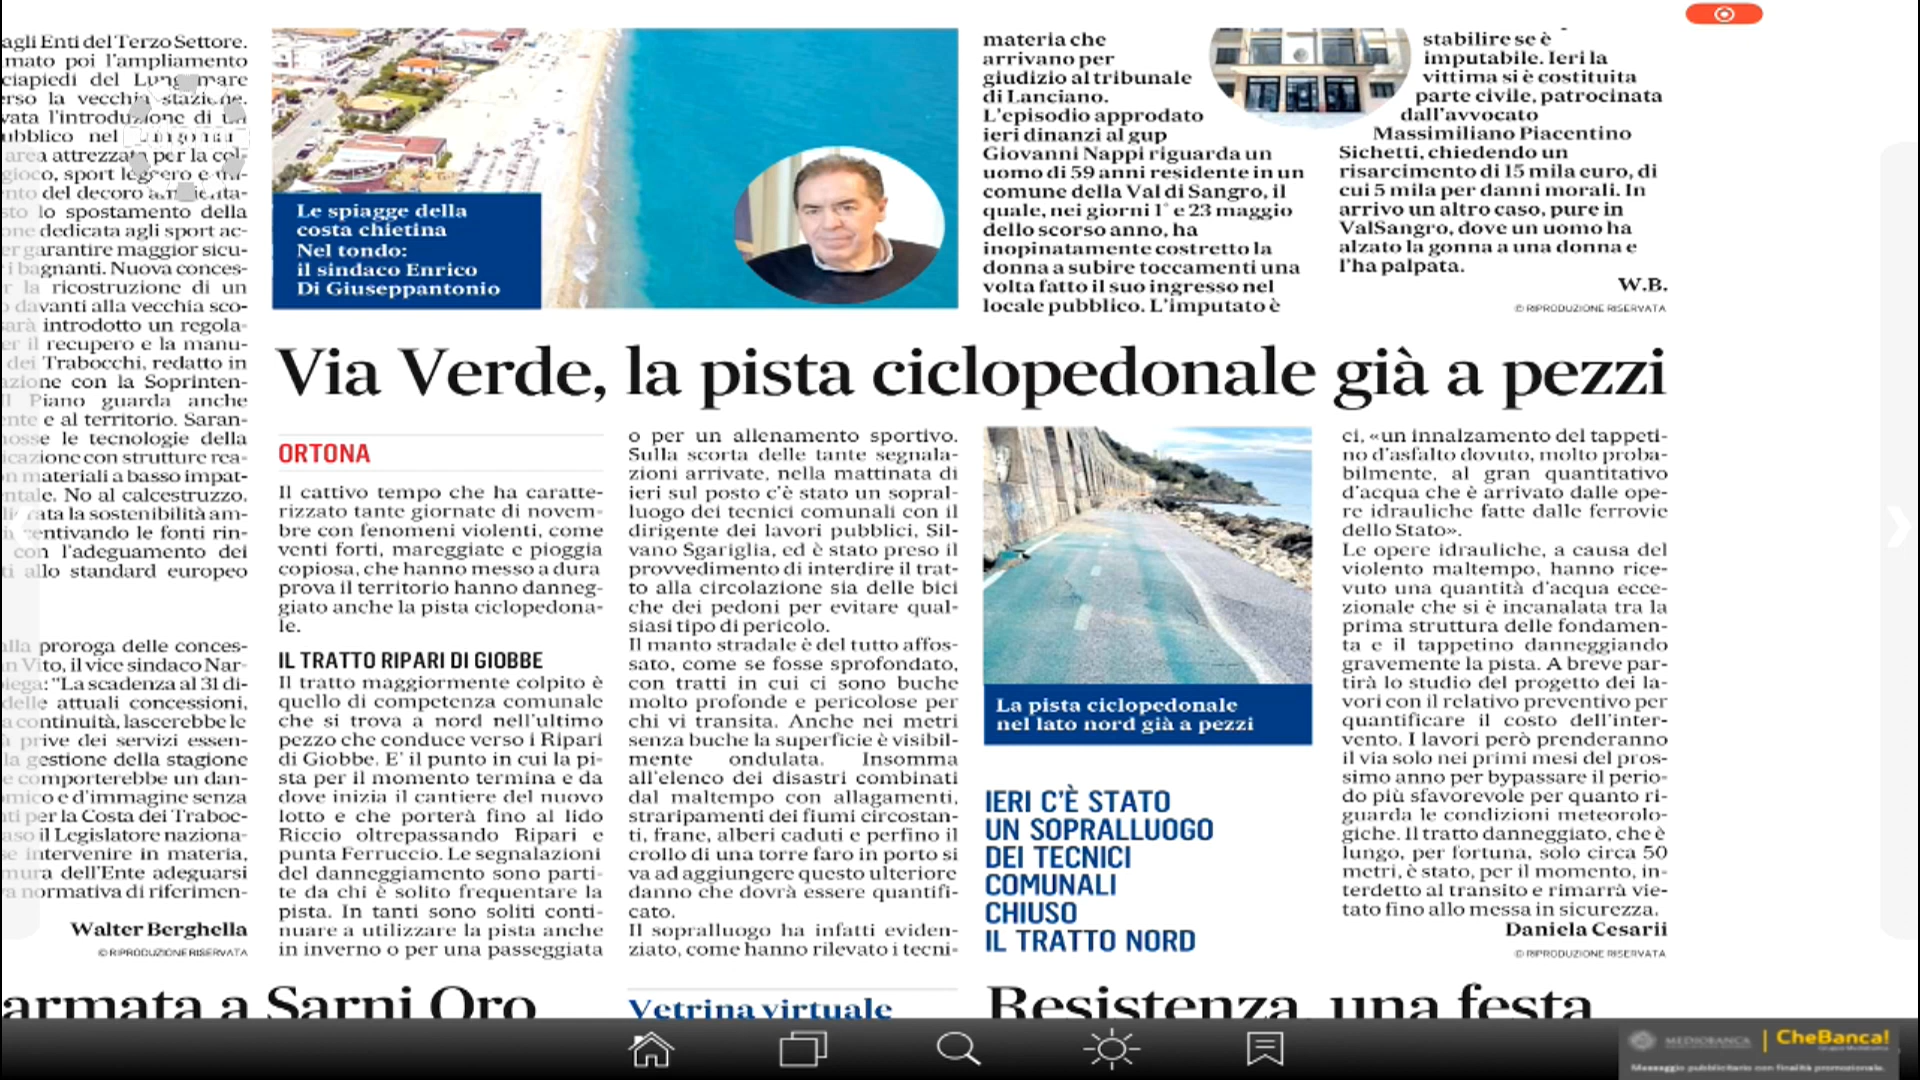 agli Enti del Terzo Settore.
mato poi l'ampliamento
ciapiedi del Lungomare
erso la vecchia stazione.
vata l'introduzione di un
ubblico nel
area attrezzata per la col-
gioco, sport leggero e
nto del decoro ambienta-
sto lo spostamento della
one dedicata agli sport ac-
er garantire maggior sicu-
i bagnanti. Nuova conces-
r la ricostruzione di un
o davanti alla vecchia sco-
sarà introdotto un regola-
er il recupero e la manu-
dei Trabocchi, redatto in
azione con la Soprinten-
Il Piano guarda anche
ente e al territorio. Saran-
nosse le tecnologie della
icazione con strutture rea-
on materiali a basso impat-
ntale. No al calcestruzzo.
rata la sostenibilità am-
entivando le fonti rin-
con l'adeguamento dei
ti allo standard europeo
alla proroga delle conces-
n Vito, il vice sindaco Nar-
iega: "La scadenza al 31 di-
delle attuali concessioni,
a continuità, lascerebbe le
à prive dei servizi essen-
la gestione della stagione
e comporterebbe un dan-
omico e d'immagine senza
ti per la Costa dei Traboc-
aso il Legislatore naziona-
se intervenire in materia,
mura dell'Ente adeguarsi
a normativa di riferimen-
Walter Berghella
© RIPRODUZIONE RISERVATA
Le spiagge della
costa chietina
Nel tondo:
il sindaco Enrico
Di Giuseppantonio
materia che
arrivano per
giudizio al tribunale
di Lanciano.
L'episodio approdato
ieri dinanzi al gup
Giovanni Nappi riguarda un
uomo di 59 anni residente in un
comune della Val di Sangro, il
quale, nei giorni 1° e 23 maggio
dello scorso anno, ha
inopinatamente costretto la
donna a subire toccamenti una
volta fatto il suo ingresso nel
locale pubblico. L'imputato è
stabilire se è
imputabile. Ieri la
vittima si è costituita
parte civile, patrocinata
dall'avvocato
Massimiliano Piacentino
Sichetti, chiedendo un
risarcimento di 15 mila euro, di
cui 5 mila per danni morali. In
arrivo un altro caso, pure in
ValSangro, dove un uomo ha
alzato la gonna a una donna e
l'ha palpata.
W.B.
© RIPRODUZIONE RISERVATA
Via Verde, la pista ciclopedonale già a pezzi
ORTONA
Il cattivo tempo che ha caratte-
rizzato tante giornate di novem-
bre con fenomeni violenti, come
venti forti, mareggiate e pioggia
copiosa, che hanno messo a dura
prova il territorio hanno danneg-
giato anche la pista ciclopedona-
le.
IL TRATTO RIPARI DI GIOBBE
Il tratto maggiormente colpito è
quello di competenza comunale
che si trova a nord nell'ultimo
pezzo che conduce verso i Ripari
di Giobbe. E' il punto in cui la pi-
sta per il momento termina e da
dove inizia il cantiere del nuovo
lotto e che porterà fino al lido
Riccio oltrepassando Ripari e
punta Ferruccio. Le segnalazioni
del danneggiamento sono parti-
te da chi è solito frequentare la
pista. In tanti sono soliti conti-
nuare a utilizzare la pista anche
in inverno o per una passeggiata
o per un allenamento sportivo.
Sulla scorta delle tante segnala-
zioni arrivate, nella mattinata di
ieri sul posto c'è stato un sopral-
luogo dei tecnici comunali con il
dirigente dei lavori pubblici, Sil-
vano Sgariglia, ed è stato preso il
provvedimento di interdire il trat-
to alla circolazione sia delle bici
che dei pedoni per evitare qual-
siasi tipo di pericolo.
Il manto stradale è del tutto affos-
sato, come se fosse sprofondato,
con tratti in cui ci sono buche
molto profonde e pericolose per
chi vi transita. Anche nei metri
senza buche la superficie è visibil-
mente ondulata. Insomma
all'elenco dei disastri combinati
dal maltempo con allagamenti,
straripamenti dei fiumi circostan-
ti, frane, alberi caduti e perfino il
crollo di una torre faro in porto si
va ad aggiungere questo ulteriore
danno che dovrà essere quantifi-
cato.
Il sopralluogo ha infatti eviden-
ziato, come hanno rilevato i tecni-
La pista ciclopedonale
nel lato nord già a pezzi
IERI C'È STATO
UN SOPRALLUOGO
DEI TECNICI
COMUNALI
CHIUSO
IL TRATTO NORD
ci, «un innalzamento del tappeti-
no d'asfalto dovuto, molto proba-
bilmente, al gran quantitativo
d'acqua che è arrivato dalle ope-
re idrauliche fatte dalle ferrovie
dello Stato».
Le opere idrauliche, a causa del
violento maltempo, hanno rice-
vuto una quantità d'acqua ecce-
zionale che si è incanalata tra la
prima struttura delle fondamen-
ta e il tappetino danneggiando
gravemente la pista. A breve par-
tirà lo studio del progetto dei la-
vori con il relativo preventivo per
quantificare il costo dell'inter-
vento. I lavori però prenderanno
il via solo nei primi mesi del pros-
simo anno per bypassare il perio-
do più sfavorevole per quanto ri-
guarda le condizioni meteorolo-
giche. Il tratto danneggiato, che è
lungo, per fortuna, solo circa 50
metri, è stato, per il momento, in-
terdetto al transito e rimarrà vie-
tato fino allo messa in sicurezza.
Daniela Cesarii
© RIPRODUZIONE RISERVATA
armata a Sarni Oro
Vetrina virtuale
Resistenza, una festa
MEDIOBANCA
CheBanca!
Messaggio pubblicitario con finalità promozionale.